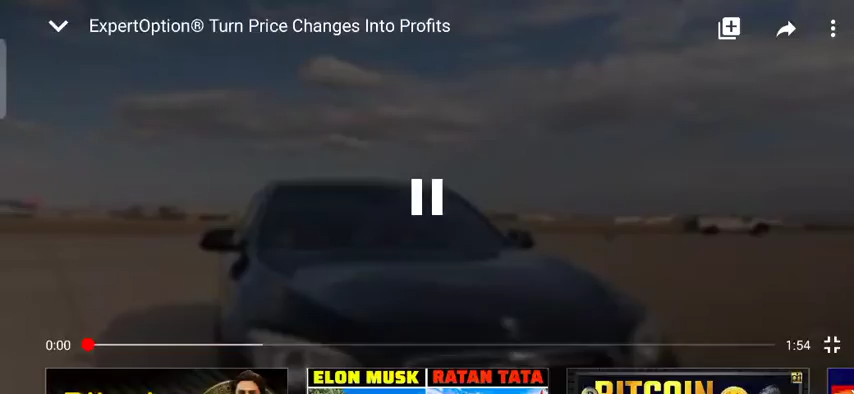 ExpertOption® Turn Price Changes Into Profits
0:00
1:54
ELON MUSK RATAN TATA
BITCOIN